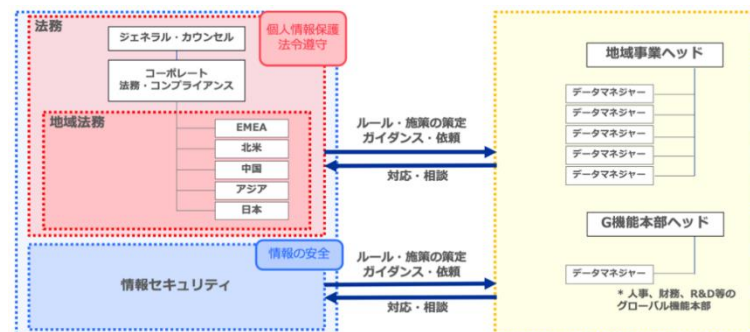 法務
ジェネラル・カウンセル
個人情報保護
法令遵守
コーポレート
法務・コンプライアンス
地域法務
EMEA
北米
中国
アジア
日本
情報の安全
情報セキュリティ
ルール・施策の策定
ガイダンス・依頼
対応・相談
ルール・施策の策定
ガイダンス・依頼
対応・相談
地域事業ヘッド
データマネジャー
データマネジャー
データマネジャー
データマネジャー
データマネジャー
G機能本部ヘッド
データマネジャー
* 人事、財務、R&D等の
グローバル機能本部